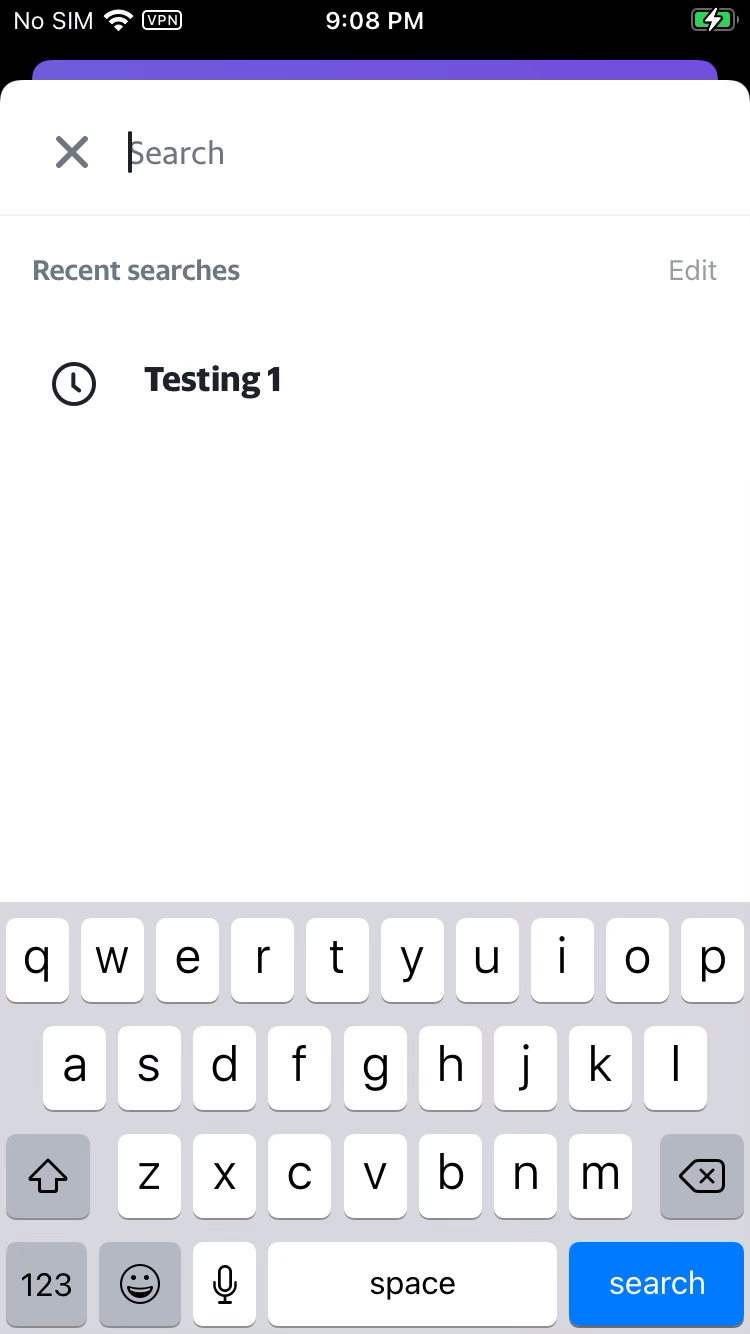 No SIM VPN 9:08 PM
Search
Recent searches Edit
Testing 1
q w e r t y u i o p
a s d f g h j k l
z x c v b n m
123 space search